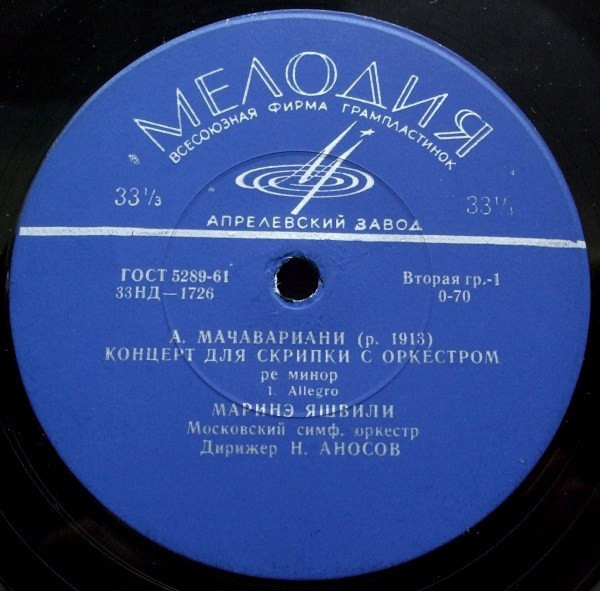 МЕЛОДИЯ
ВСЕСОЮЗНАЯ ФИРМА ГРАМПЛАСТИНОК
33⅓
33⅓
АПРЕЛЕВСКИЙ ЗАВОД
ГОСТ 5289-61
Вторая гр.-1
33НД—1726
0-70
А. МАЧАВАРИАНИ (р. 1913)
КОНЦЕРТ ДЛЯ СКРИПКИ С ОРКЕСТРОМ
ре минор
1. Allegro
МАРИНЭ ЯШВИЛИ
Московский симф. оркестр
Дирижер Н. АНОСОВ